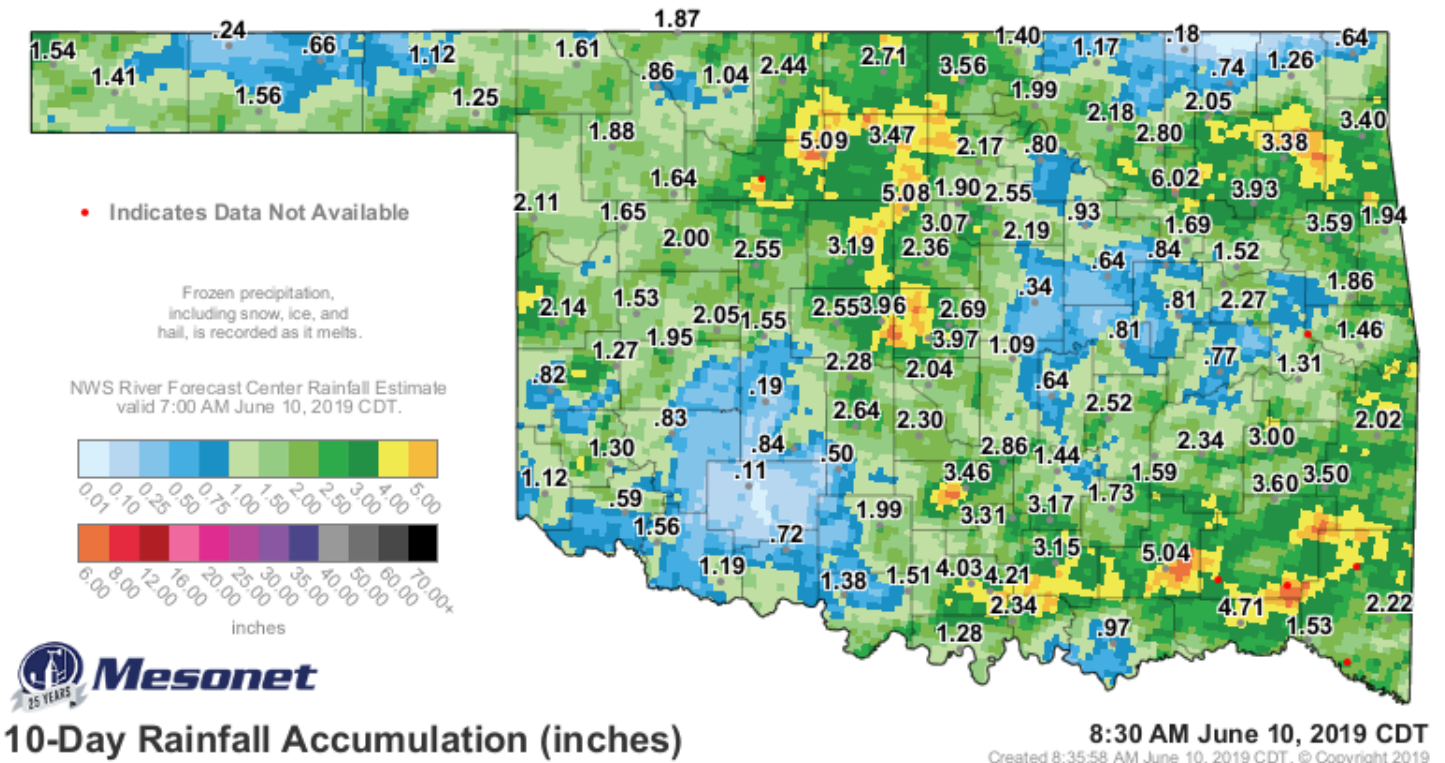 1.87
.24 1.40 .18 .64
1.54 .66 1.12 1.61 2.71 1.17 1.26
1.41 .86 1.04 2.44 3.56 .74
1.56 1.25 1.99 2.05
1.88 5.09 3.47 2.18 2.80 3.40
2.17 .80 3.38
1.64 6.02
2.11 5.08 1.90 2.55 3.93
Indicates Data Not Available
1.65 3.07 .93 1.69 3.59 1.94
2.00 2.55 3.19 2.36 2.19 .84 1.52
.64
Frozen precipitation,
including snow, ice, and
hail, is recorded as it melts.
2.14 1.53 2.05 1.55 2.55 3.96 2.69 .34 .81 2.27 1.86
1.27 1.95 3.97 1.09 .81 1.46
.82 2.28 2.04 .77 1.31
NWS River Forecast Center Rainfall Estimate
valid 7:00 AM June 10, 2019 CDT.
.19 .64
.83 2.64 2.30 2.52 2.02
1.30 .84 .50 2.86 1.44 2.34 3.00
1.12 .11 3.46 1.59 3.60 3.50
.59 1.99 3.31 3.17 1.73
0.01 0.10 0.25 0.50 0.75 1.00 1.50 2.00 2.50 3.00 4.00 5.00
1.56 .72 3.15 5.04
1.19 1.38 1.51 4.03 4.21
6.00 8.00 12.00 16.00 20.00 25.00 30.00 35.00 40.00 50.00 60.00 70.00+
2.34 4.71 2.22
inches
1.28 .97 1.53
25 YEARS
Mesonet
10-Day Rainfall Accumulation (inches)
8:30 AM June 10, 2019 CDT
Created 8:35:58 AM June 10, 2019 CDT. © Copyright 2019